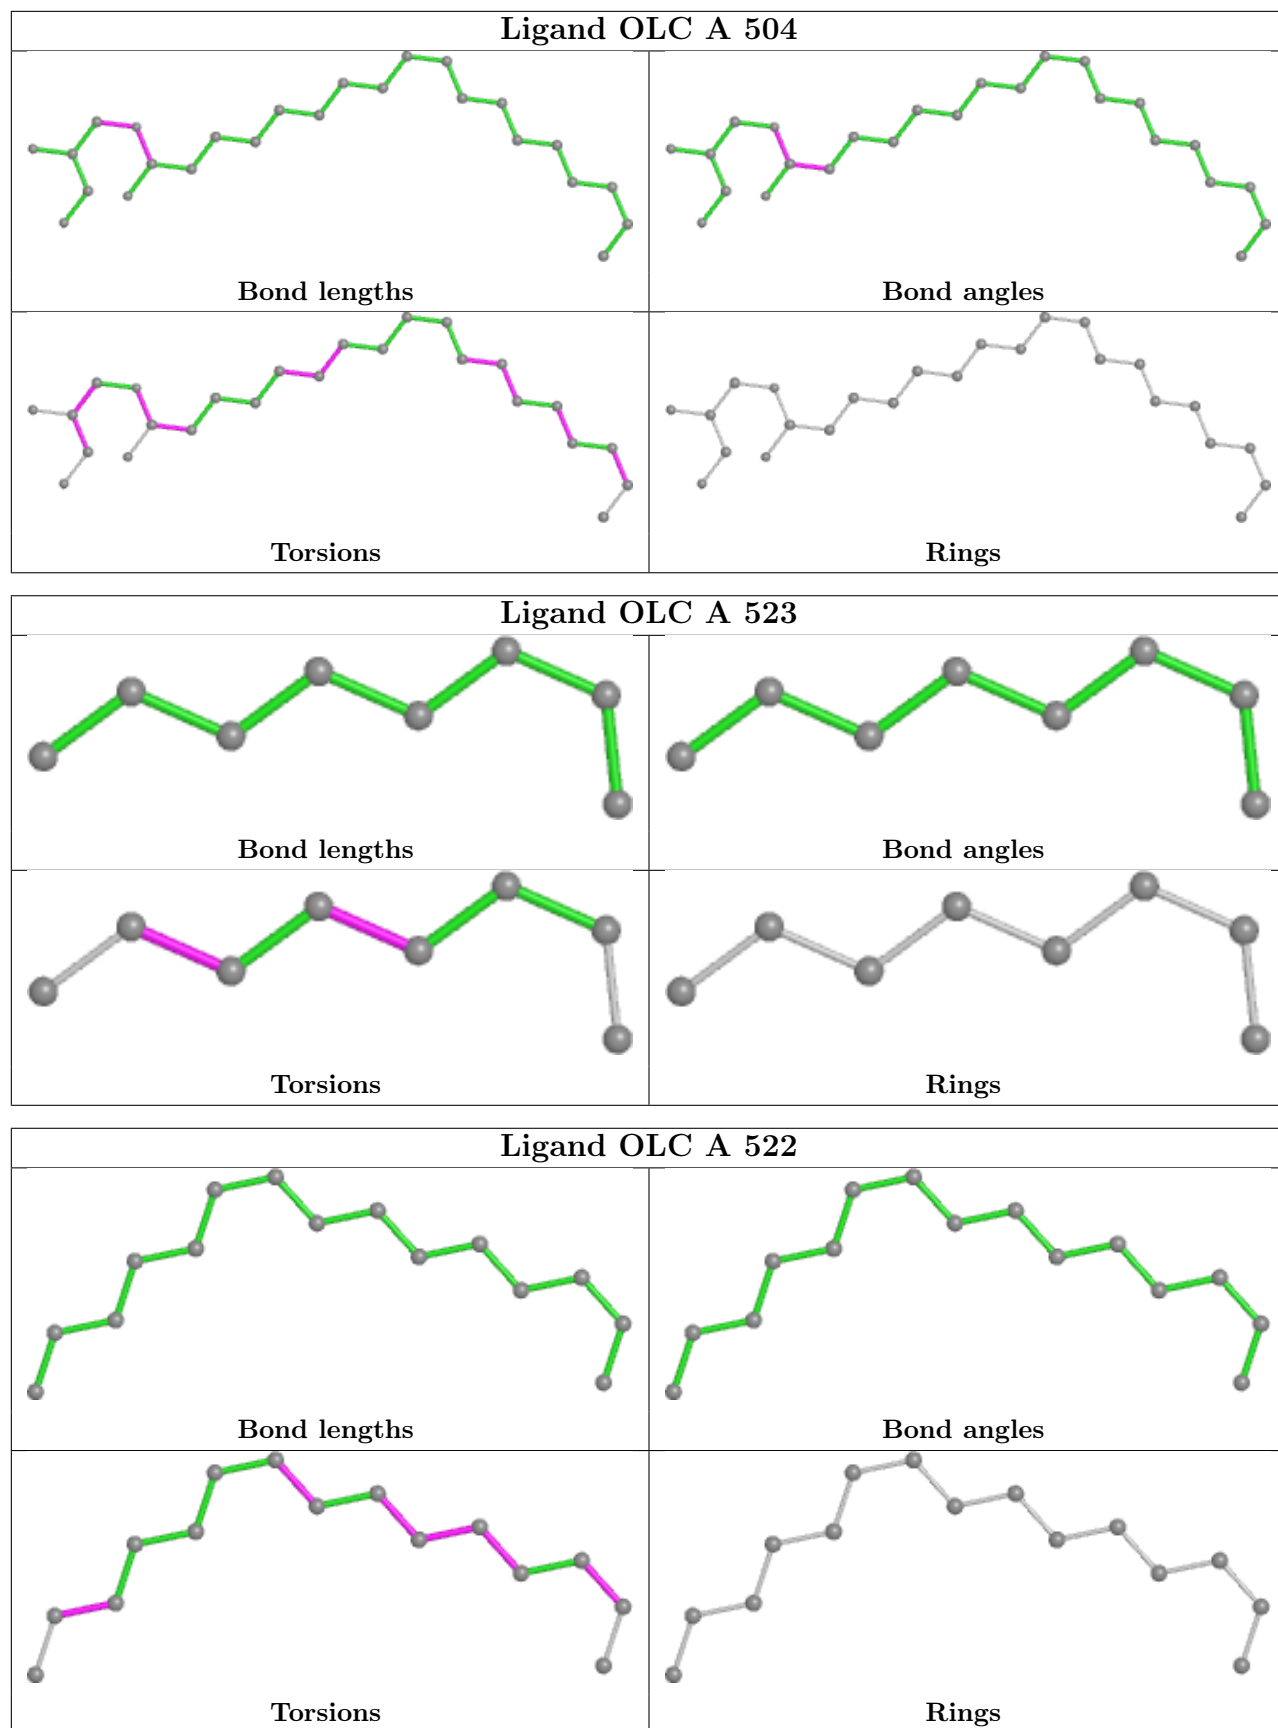 Ligand OLC A 504
Bond lengths
Bond angles
Torsions
Rings
Ligand OLC A 523
Bond lengths
Bond angles
Torsions
Rings
Ligand OLC A 522
Bond lengths
Bond angles
Torsions
Rings